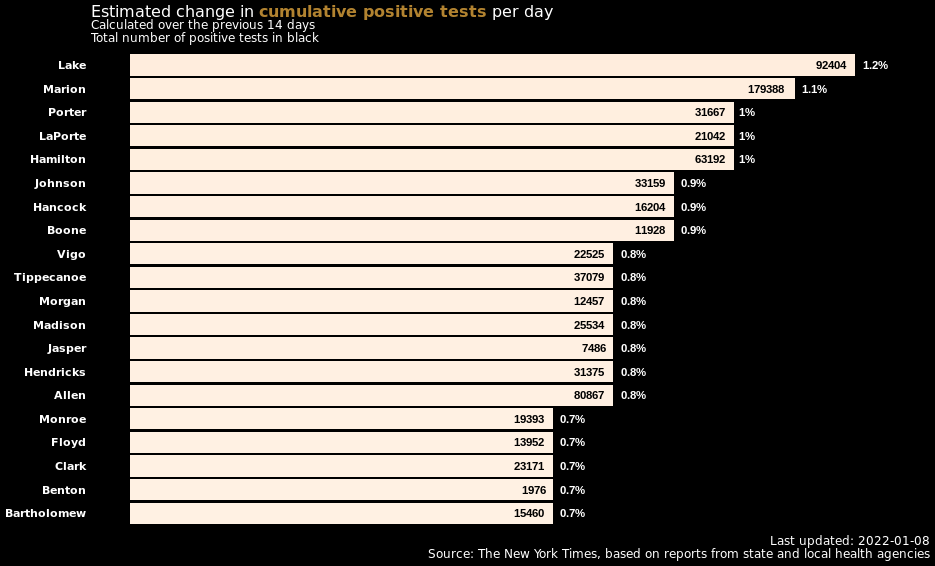 Estimated change in cumulative positive tests per day
Calculated over the previous 14 days
Total number of positive tests in black
Lake 92404 1.2%
Marion 179388 1.1%
Porter 31667 1%
LaPorte 21042 1%
Hamilton 63192 1%
Johnson 33159 0.9%
Hancock 16204 0.9%
Boone 11928 0.9%
Vigo 22525 0.8%
Tippecanoe 37079 0.8%
Morgan 12457 0.8%
Madison 25534 0.8%
Jasper 7486 0.8%
Hendricks 31375 0.8%
Allen 80867 0.8%
Monroe 19393 0.7%
Floyd 13952 0.7%
Clark 23171 0.7%
Benton 1976 0.7%
Bartholomew 15460 0.7%
Last updated: 2022-01-08
Source: The New York Times, based on reports from state and local health agencies